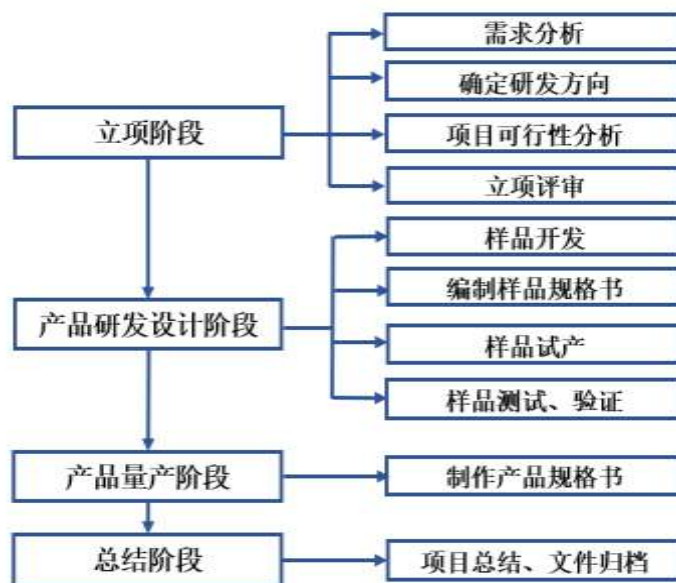 立项阶段
需求分析
确定研发方向
项目可行性分析
立项评审
产品研发设计阶段
样品开发
编制样品规格书
样品试产
样品测试、验证
产品量产阶段
制作产品规格书
总结阶段
项目总结、文件归档